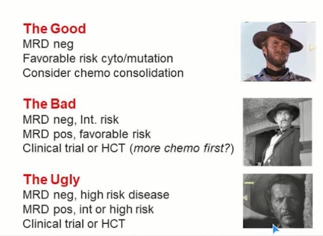 The Good
MRD neg
Favorable risk cyto/mutation
Consider chemo consolidation
The Bad
MRD neg, Int. risk
MRD pos, favorable risk
Clinical trial or HCT (more chemo first?)
The Ugly
MRD neg, high risk disease
MRD pos, int or high risk
Clinical trial or HCT